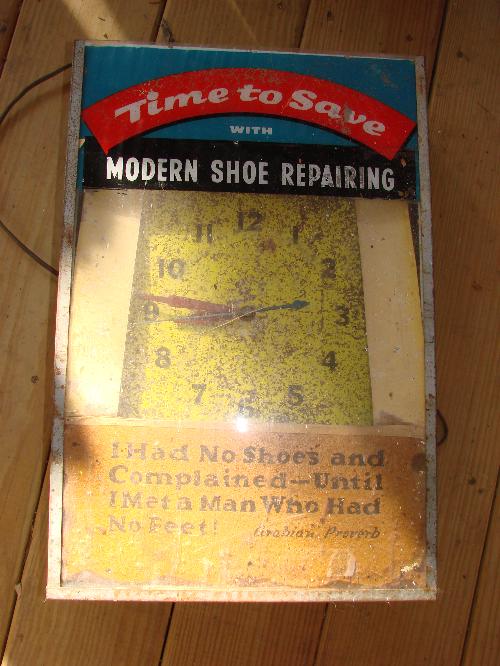 Time to Save
WITH
MODERN SHOE REPAIRING
12
11 1
10 2
9 3
8 4
7 5
6
I Had No Shoes and
Complained—Until
I Met a Man Who Had
No Feet! Arabian Proverb